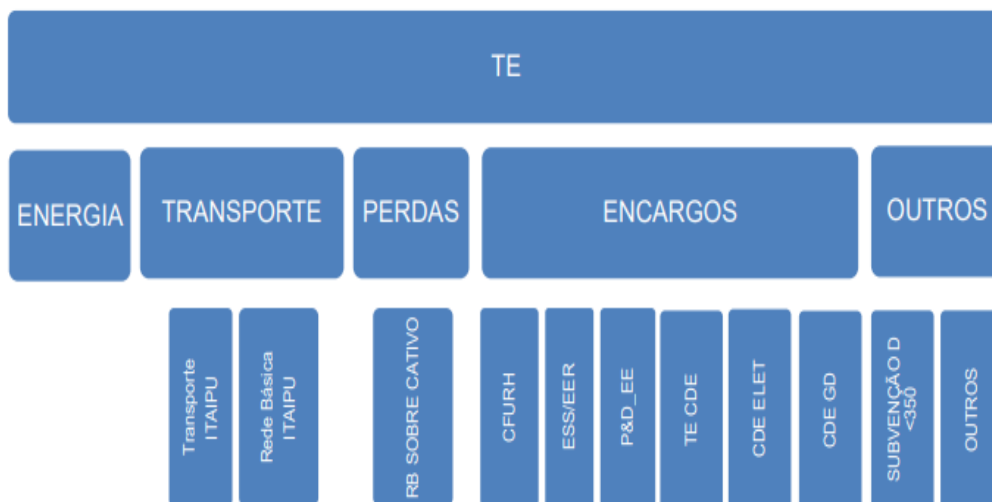 TE
ENERGIA
TRANSPORTE
PERDAS
ENCARGOS
OUTROS
Transporte
ITAIPU
Rede Básica
ITAIPU
RB SOBRE CATIVO
CFURH
ESS/EER
P&D_EE
TE CDE
CDE ELET
CDE GD
SUBVENÇÃO D
<350
OUTROS